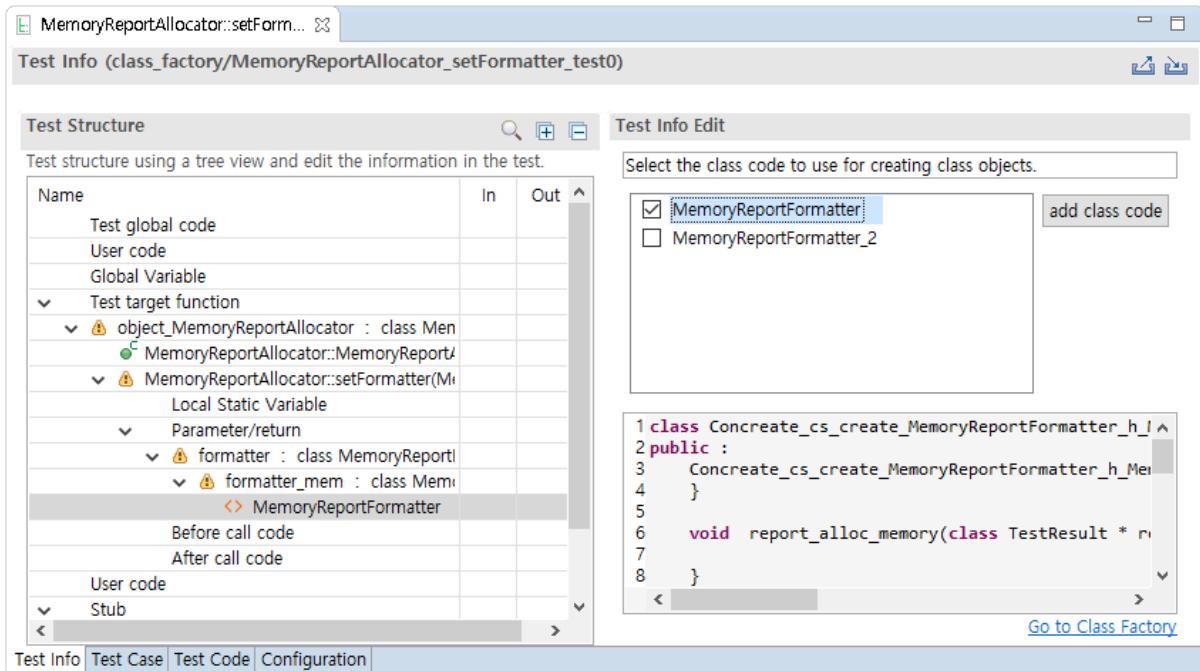 MemoryReportAllocator::setForm...
Test Info (class_factory/MemoryReportAllocator_setFormatter_test0)
Test Structure
Test structure using a tree view and edit the information in the test.
Name In Out
Test global code
User code
Global Variable
Test target function
object_MemoryReportAllocator : class Mem
MemoryReportAllocator::MemoryReportA
MemoryReportAllocator::setFormatter(Me
Local Static Variable
Parameter/return
formatter : class MemoryReportI
formatter_mem : class Memo
<> MemoryReportFormatter
Before call code
After call code
User code
Stub
Test Info Edit
Select the class code to use for creating class objects.
MemoryReportFormatter
MemoryReportFormatter_2
add class code
1 class Concreate_cs_create_MemoryReportFormatter_h_M
2 public :
3 Concreate_cs_create_MemoryReportFormatter_h_Mem
4 }
5
6 void report_alloc_memory(class TestResult * re
7
8 }
Go to Class Factory
Test Info Test Case Test Code Configuration